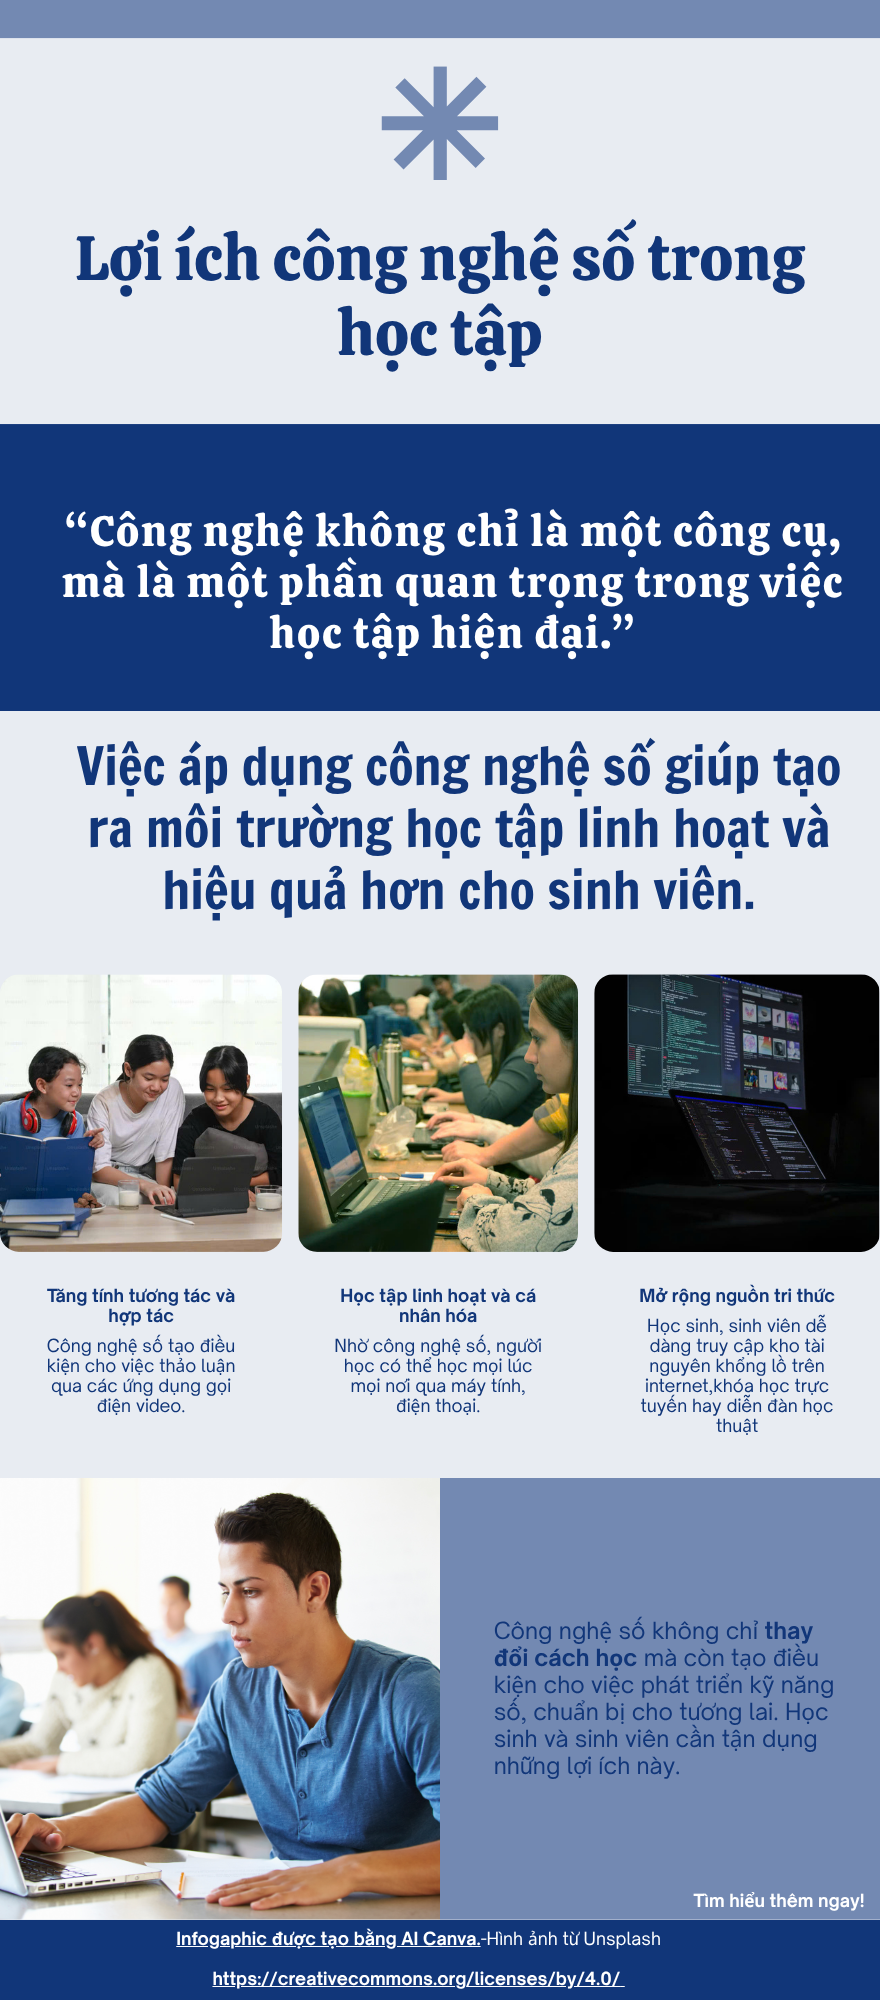 Lợi ích công nghệ số trong
học tập
“Công nghệ không chỉ là một công cụ,
mà là một phần quan trọng trong việc
học tập hiện đại.”
Việc áp dụng công nghệ số giúp tạo
ra môi trường học tập linh hoạt và
hiệu quả hơn cho sinh viên.
Tăng tính tương tác và
hợp tác
Công nghệ số tạo điều
kiện cho việc thảo luận
qua các ứng dụng gọi
điện video.
Học tập linh hoạt và cá
nhân hóa
Nhờ công nghệ số, người
học có thể học mọi lúc
mọi nơi qua máy tính,
điện thoại.
Mở rộng nguồn tri thức
Học sinh, sinh viên dễ
dàng truy cập kho tài
nguyên khổng lồ trên
internet,khóa học trực
tuyến hay diễn đàn học
thuật
Công nghệ số không chỉ thay
đổi cách học mà còn tạo điều
kiện cho việc phát triển kỹ năng
số, chuẩn bị cho tương lai. Học
sinh và sinh viên cần tận dụng
những lợi ích này.
Tìm hiểu thêm ngay!
Infogaphic được tạo bằng AI Canva.-Hình ảnh từ Unsplash
https://creativecommons.org/licenses/by/4.0/